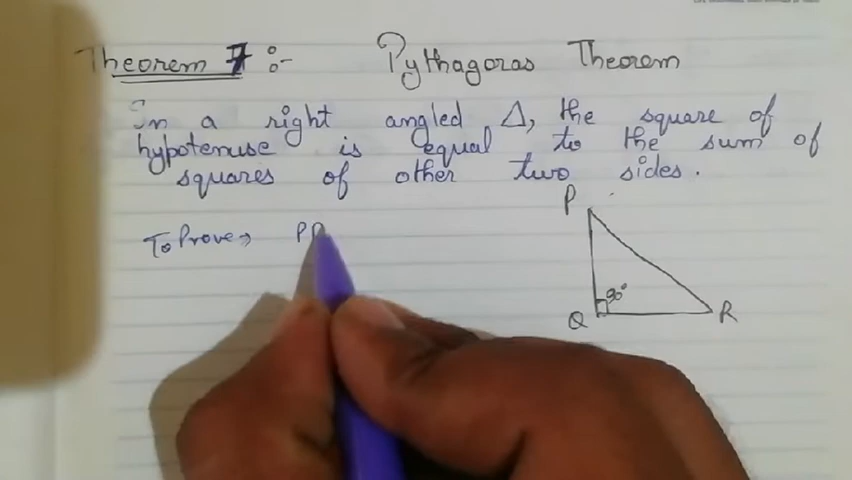 Theorem 7 :- Pythagoras Theorem
In a right angled Δ, the square of
hypotenuse is equal to the sum of
squares of other two sides.
P
To Prove → PR
90°
Q R